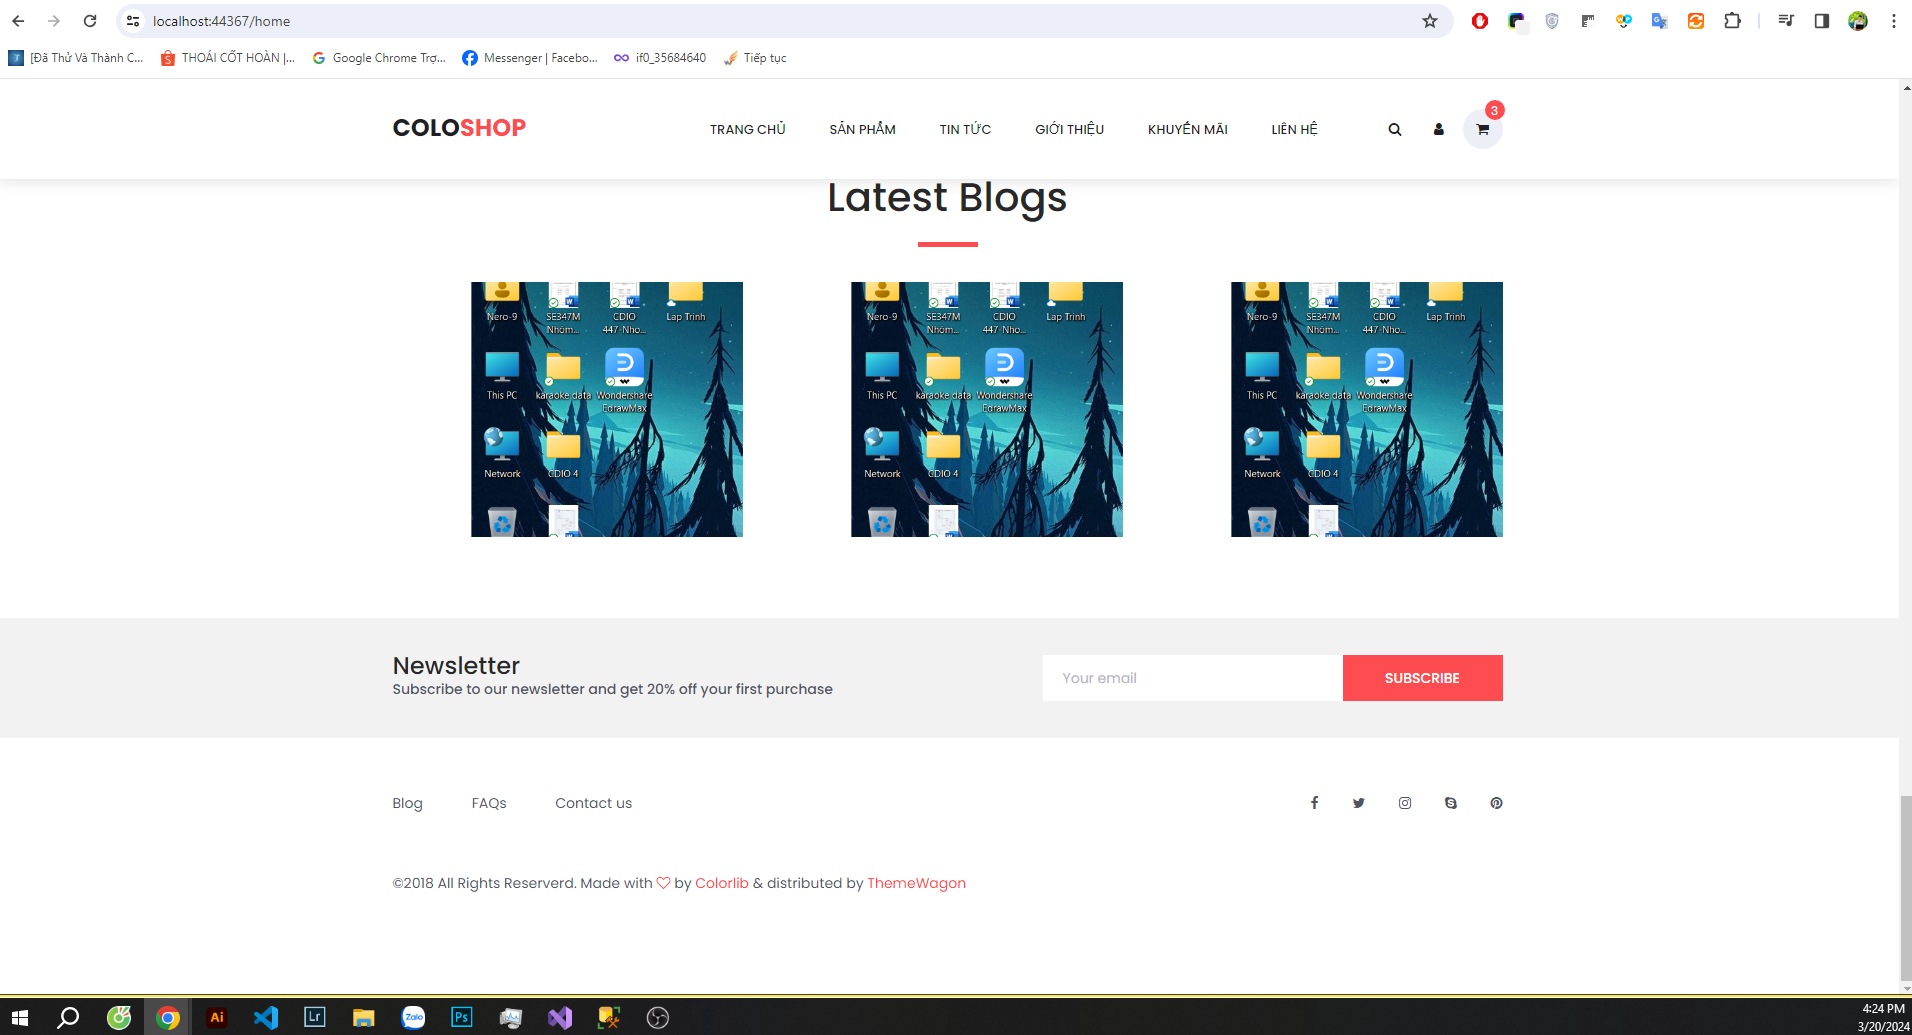 localhost:44367/home
[Đã Thử Và Thành C... THOÁI CỐT HOÀN |... Google Chrome Trợ... Messenger | Facebo... if0_35684640 Tiếp tục
COLOSHOP TRANG CHỦ SẢN PHẨM TIN TỨC GIỚI THIỆU KHUYẾN MÃI LIÊN HỆ 3
Latest Blogs
Nero-9 SE347M Nhóm... CDIO 447-Nho... Lap Trinh
This PC karaoke data Wondershare EdrawMax
Network CDIO 4
Nero-9 SE347M Nhóm... CDIO 447-Nho... Lap Trinh
This PC karaoke data Wondershare EdrawMax
Network CDIO 4
Nero-9 SE347M Nhóm... CDIO 447-Nho... Lap Trinh
This PC karaoke data Wondershare EdrawMax
Network CDIO 4
Newsletter
Subscribe to our newsletter and get 20% off your first purchase
Your email SUBSCRIBE
Blog FAQs Contact us
©2018 All Rights Reserverd. Made with by Colorlib & distributed by ThemeWagon
Ai Lr Zalo Ps
4:24 PM
3/20/2024